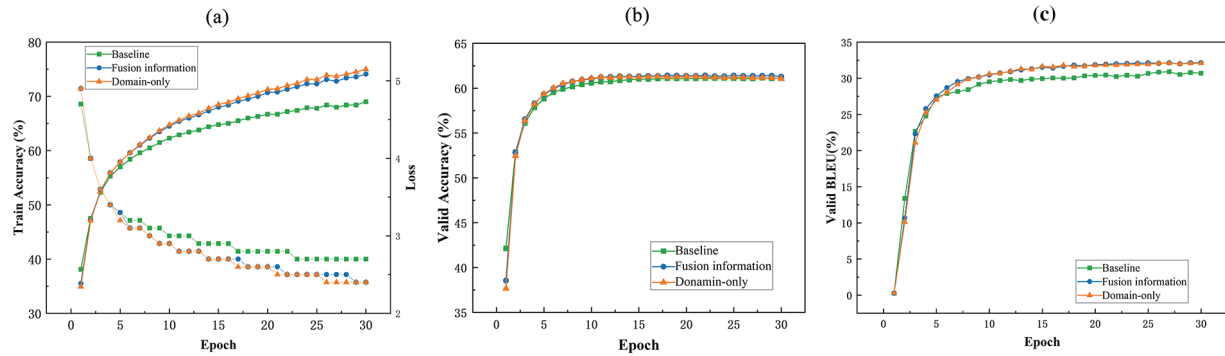 (a)
80
70
60
50
40
30
Train Accuracy (%)
5
4
3
2
Loss
0 5 10 15 20 25 30
Epoch
Baseline
Fusion information
Domain-only
(b)
65
60
55
50
45
40
35
Valid Accuracy (%)
0 5 10 15 20 25 30
Epoch
Baseline
Fusion information
Donamin-only
(c)
35
30
25
20
15
10
5
0
Valid BLEU(%)
0 5 10 15 20 25 30
Epoch
Baseline
Fusion information
Domain-only